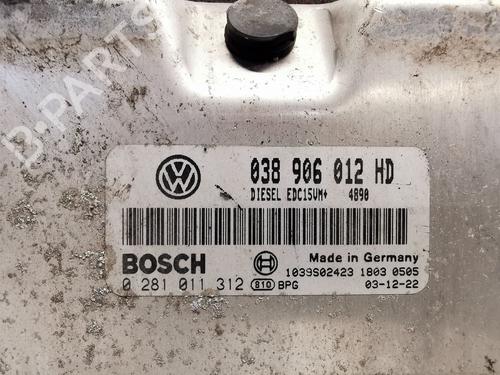 B-PARTS
VW
038 906 012 HD
DIESEL EDC15VM+ 4890
BOSCH
Made in Germany
1039S02423 1803 0505
0 281 011 312 810 BPG 03-12-22